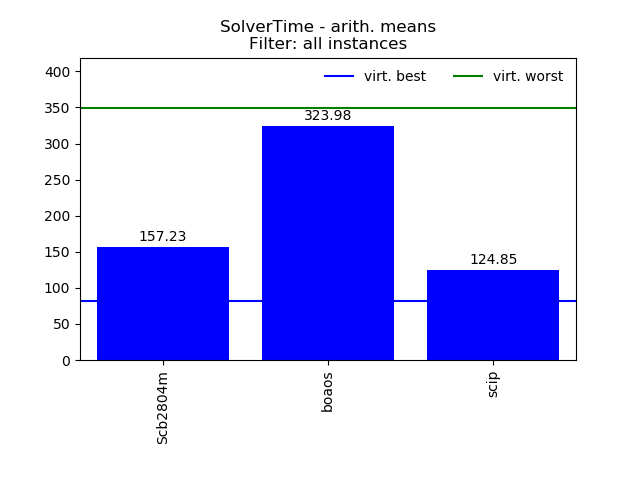 SolverTime - arith. means
Filter: all instances
virt. best
virt. worst
400
350
300
250
200
150
100
50
0
157.23
323.98
124.85
Scb2804m
boaos
scip